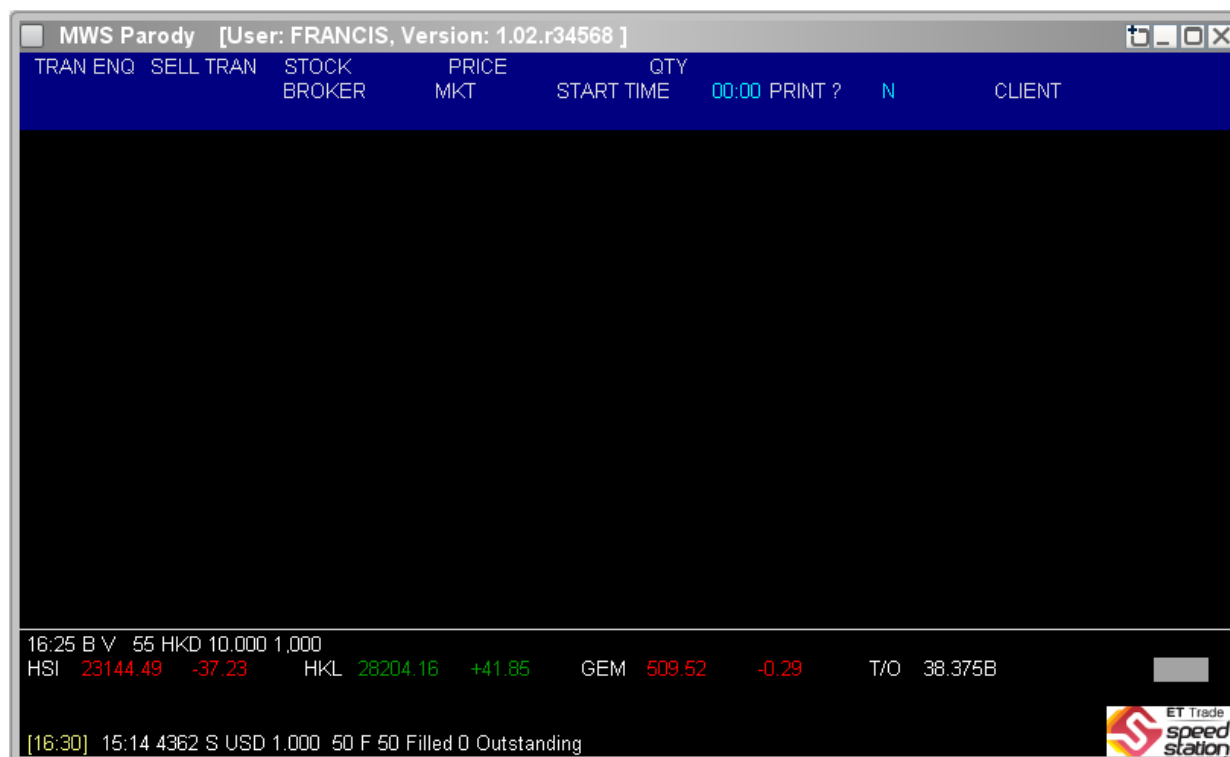 MWS Parody [User: FRANCIS, Version: 1.02.r34568 ]
TRAN ENQ SELL TRAN STOCK PRICE QTY
BROKER MKT START TIME 00:00 PRINT ? N CLIENT
16:25 B V 55 HKD 10.000 1,000
HSI 23144.49 -37.23 HKL 28204.16 +41.85 GEM 509.52 -0.29 T/O 38.375B
[16:30] 15:14 4362 S USD 1.000 50 F 50 Filled 0 Outstanding
ET Trade
speed
station